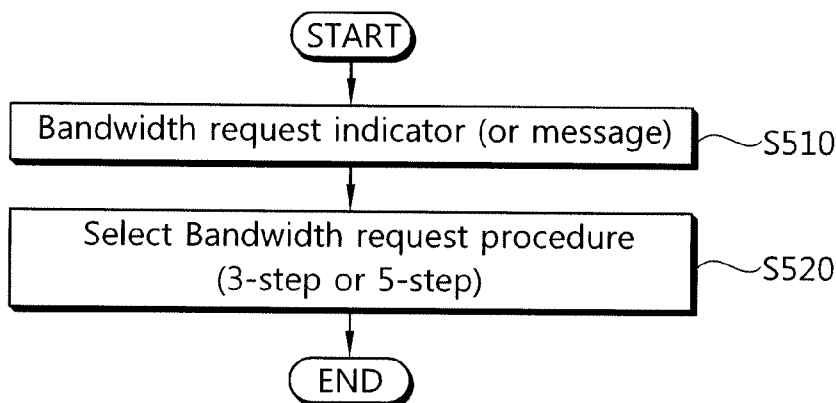 START
Bandwidth request indicator (or message)
S510
Select Bandwidth request procedure
(3-step or 5-step)
S520
END